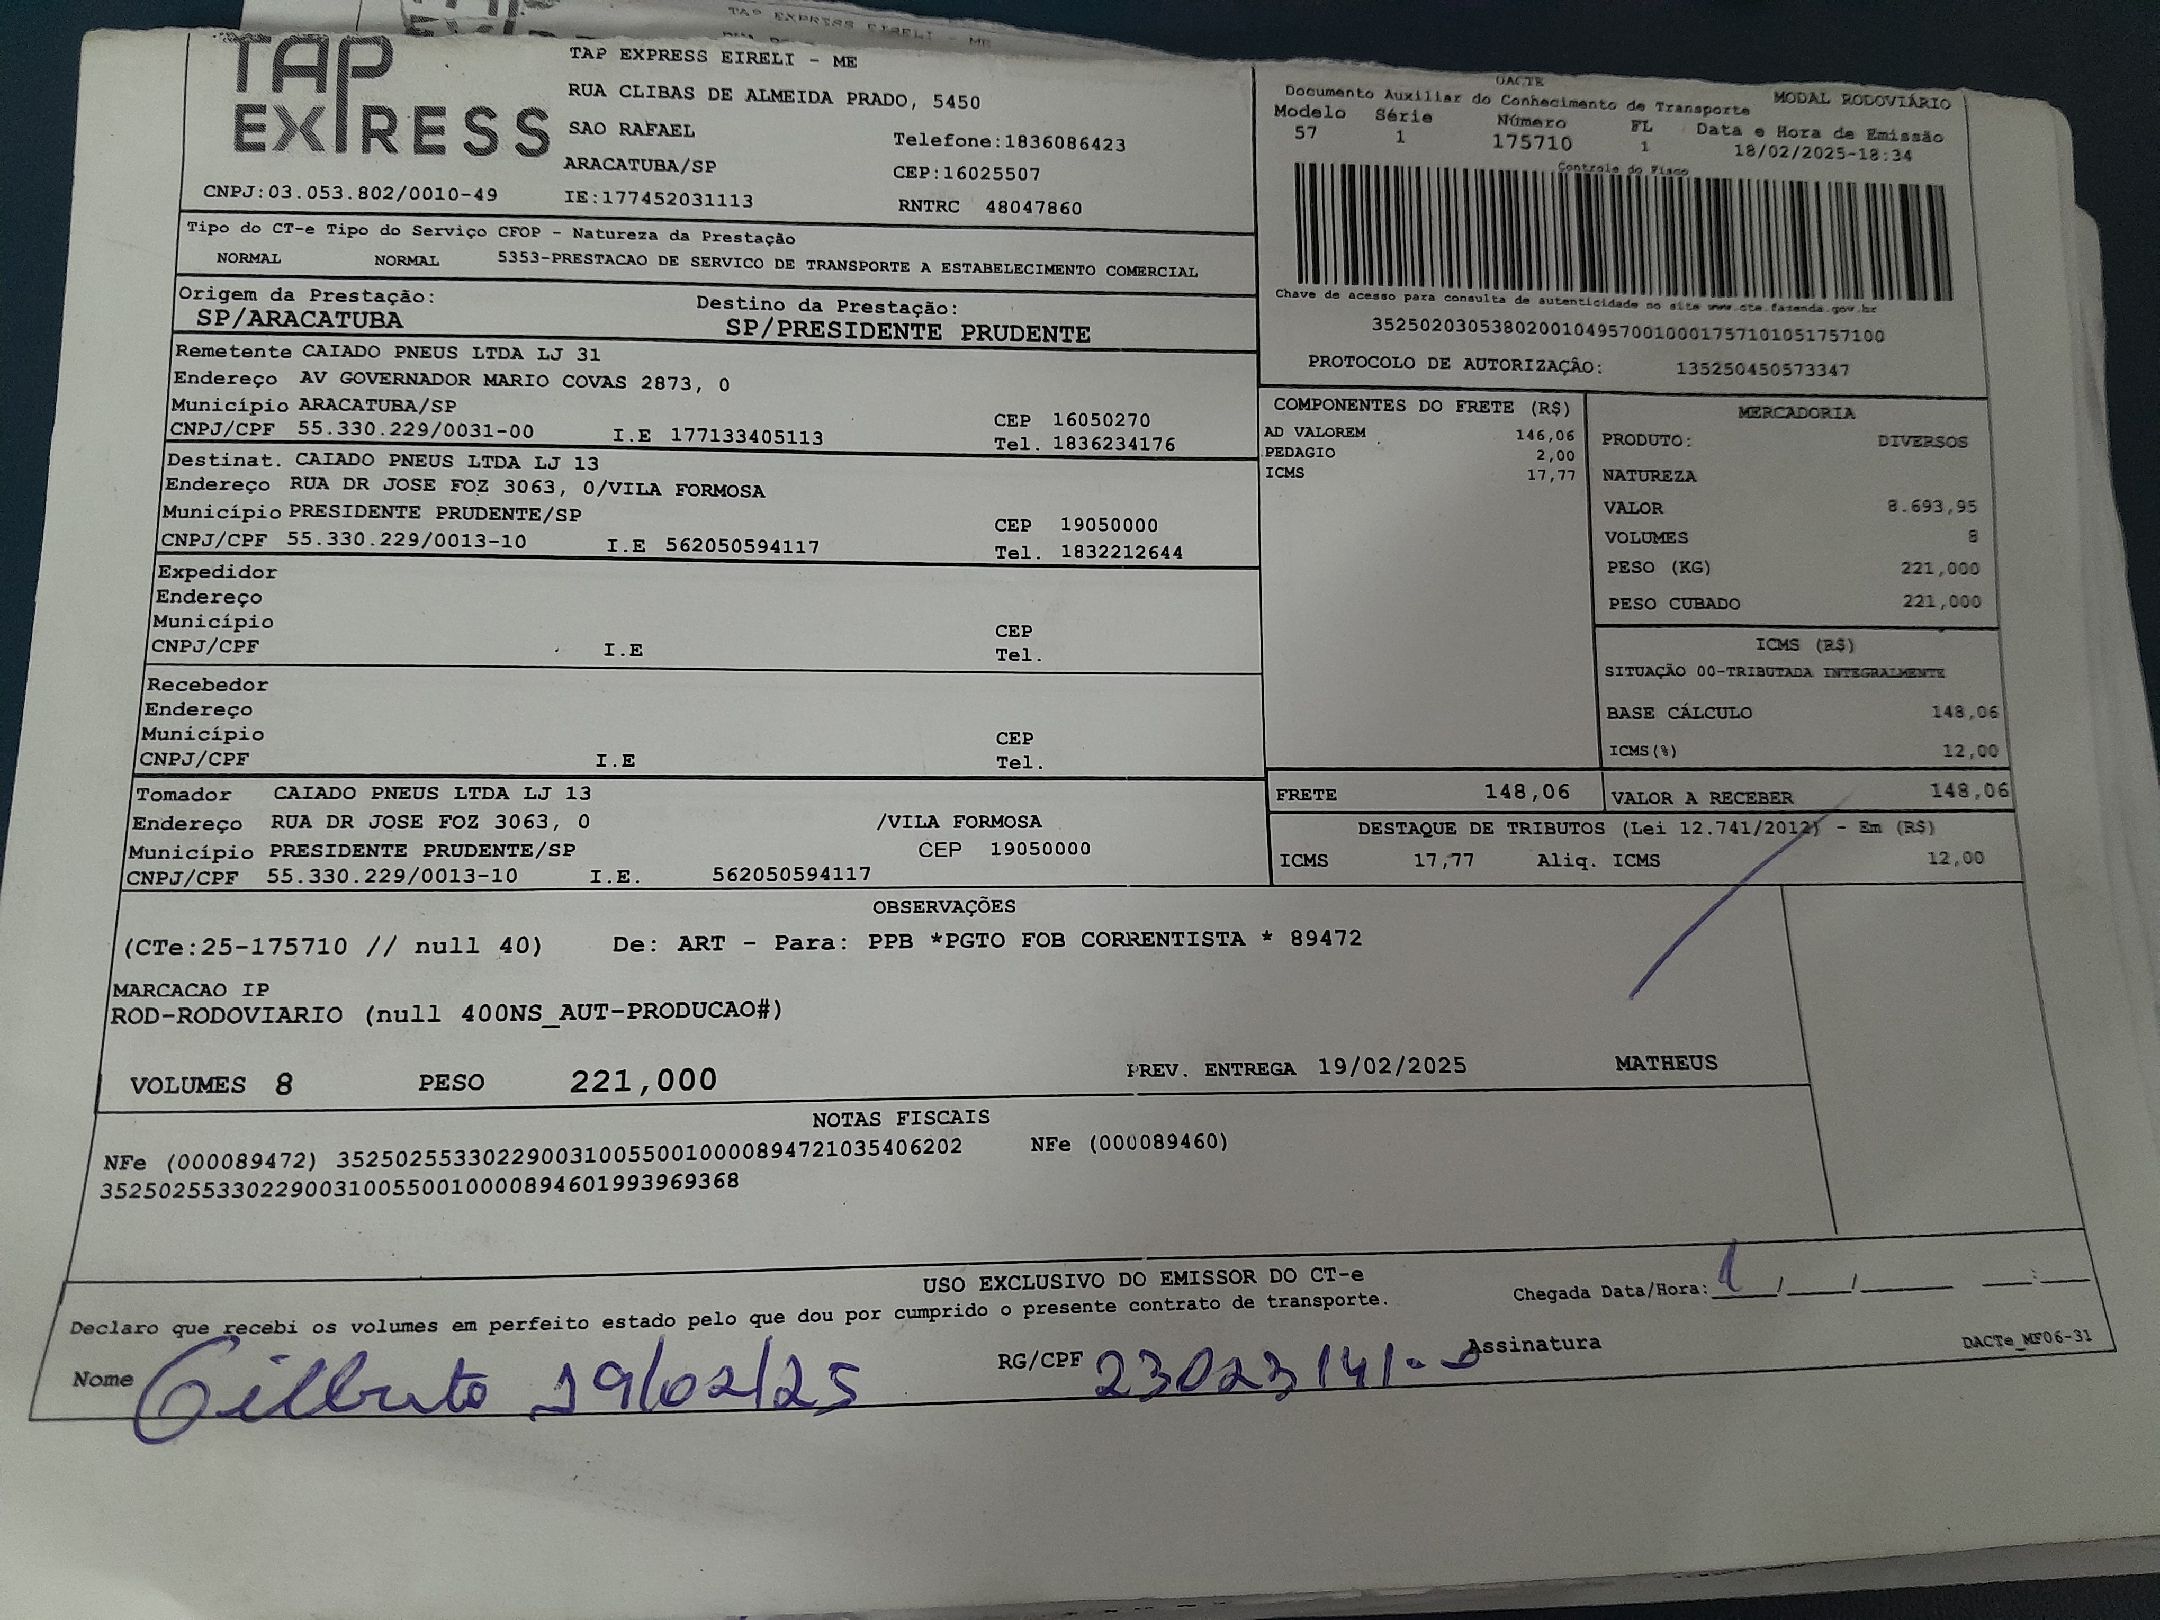 TAP EXPRESS EIRELI - ME
TAP
EXPRESS
TAP EXPRESS EIRELI - ME
RUA CLIBAS DE ALMEIDA PRADO, 5450
SAO RAFAEL Telefone:1836086423
ARACATUBA/SP CEP:16025507
CNPJ:03.053.802/0010-49 IE:177452031113 RNTRC 48047860
DACTE
Documento Auxiliar do Conhecimento de Transporte MODAL RODOVIÁRIO
Modelo Série Número FL Data e Hora de Emissão
57 1 175710 1 18/02/2025-18:34
Controle do Fisco
Chave de acesso para consulta de autenticidade no site www.cte.fazenda.gov.br
35250203053802001049570010001757101051757100
PROTOCOLO DE AUTORIZAÇÃO: 135250450573347
Tipo do CT-e Tipo do Serviço CFOP - Natureza da Prestação
NORMAL NORMAL 5353-PRESTACAO DE SERVICO DE TRANSPORTE A ESTABELECIMENTO COMERCIAL
Origem da Prestação: Destino da Prestação:
SP/ARACATUBA SP/PRESIDENTE PRUDENTE
Remetente CAIADO PNEUS LTDA LJ 31
Endereço AV GOVERNADOR MARIO COVAS 2873, 0
Município ARACATUBA/SP CEP 16050270
CNPJ/CPF 55.330.229/0031-00 I.E 177133405113 Tel. 1836234176
Destinat. CAIADO PNEUS LTDA LJ 13
Endereço RUA DR JOSE FOZ 3063, 0/VILA FORMOSA
Município PRESIDENTE PRUDENTE/SP CEP 19050000
CNPJ/CPF 55.330.229/0013-10 I.E 562050594117 Tel. 1832212644
Expedidor
Endereço
Município CEP
CNPJ/CPF I.E Tel.
Recebedor
Endereço
Município CEP
CNPJ/CPF I.E Tel.
Tomador CAIADO PNEUS LTDA LJ 13
Endereço RUA DR JOSE FOZ 3063, 0 /VILA FORMOSA
Município PRESIDENTE PRUDENTE/SP CEP 19050000
CNPJ/CPF 55.330.229/0013-10 I.E. 562050594117
COMPONENTES DO FRETE (R$)
AD VALOREM 146,06
PEDAGIO 2,00
ICMS 17,77
MERCADORIA
PRODUTO: DIVERSOS
NATUREZA
VALOR 8.693,95
VOLUMES 8
PESO (KG) 221,000
PESO CUBADO 221,000
ICMS (R$)
SITUAÇÃO 00-TRIBUTADA INTEGRALMENTE
BASE CÁLCULO 148,06
ICMS(%) 12,00
FRETE 148,06 VALOR A RECEBER 148,06
DESTAQUE DE TRIBUTOS (Lei 12.741/2012) - Em (R$)
ICMS 17,77 Aliq. ICMS 12,00
OBSERVAÇÕES
(CTe:25-175710 // null 40) De: ART - Para: PPB *PGTO FOB CORRENTISTA * 89472
MARCACAO IP
ROD-RODOVIARIO (null 400NS_AUT-PRODUCAO#)
VOLUMES 8 PESO 221,000 PREV. ENTREGA 19/02/2025 MATHEUS
NOTAS FISCAIS
NFe (000089472) 35250255330229003100550010000894721035406202 NFe (000089460)
35250255330229003100550010000894601993969368
USO EXCLUSIVO DO EMISSOR DO CT-e
Declaro que recebi os volumes em perfeito estado pelo que dou por cumprido o presente contrato de transporte. Chegada Data/Hora:____/____/______ ___:___
Nome Gilberto 19/02/25 RG/CPF 23023141-0 Assinatura DACTe_MF06-31